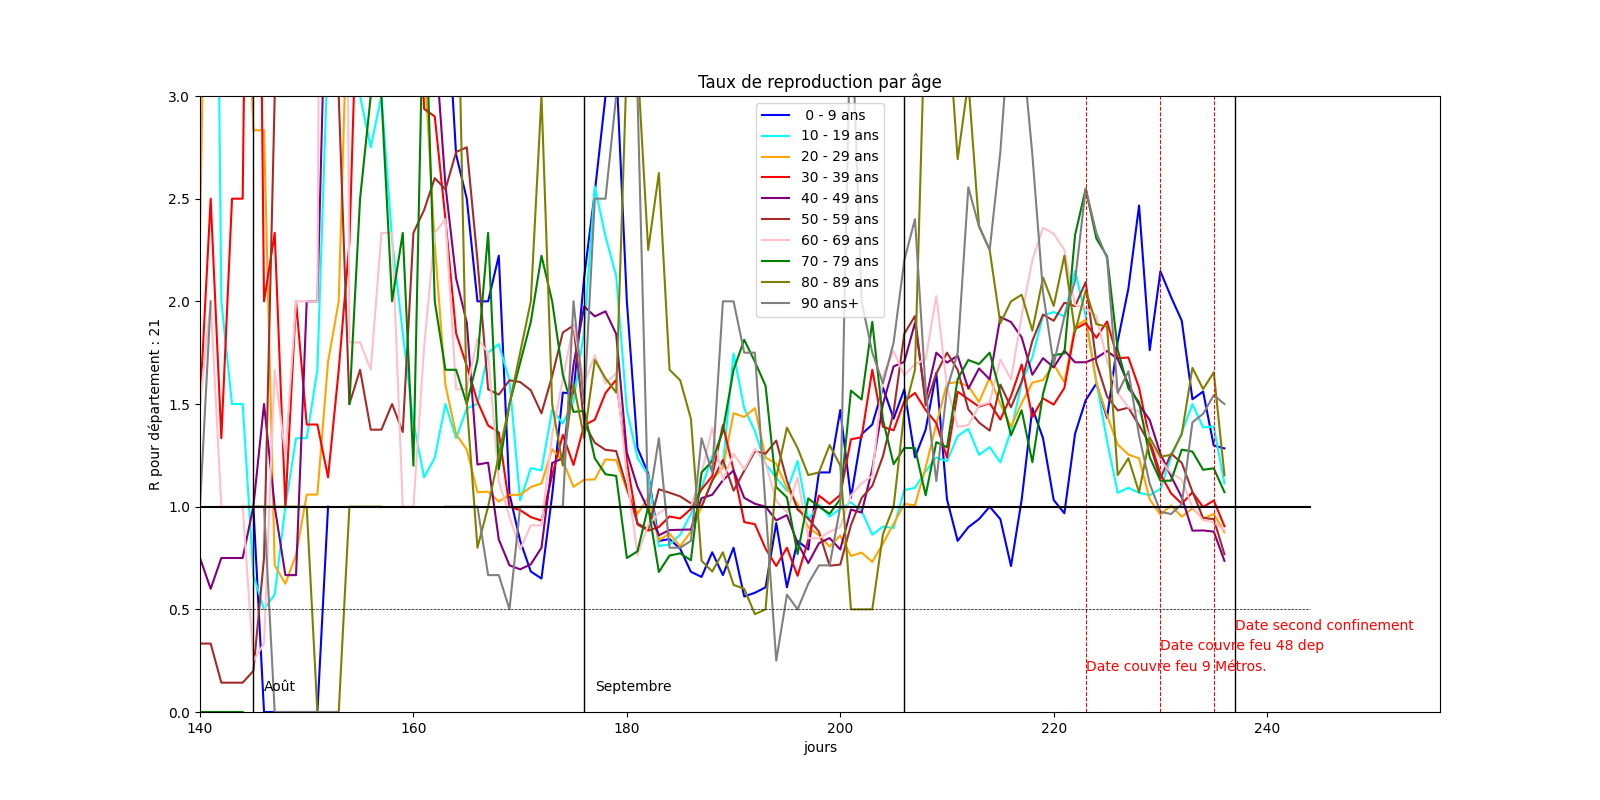 Taux de reproduction par âge
R pour département : 21
3.0
2.5
2.0
1.5
1.0
0.5
0.0
0 - 9 ans
10 - 19 ans
20 - 29 ans
30 - 39 ans
40 - 49 ans
50 - 59 ans
60 - 69 ans
70 - 79 ans
80 - 89 ans
90 ans+
Date second confinement
Date couvre feu 48 dep
Date couvre feu 9 Métros.
Août
Septembre
140
160
180
200
220
240
jours